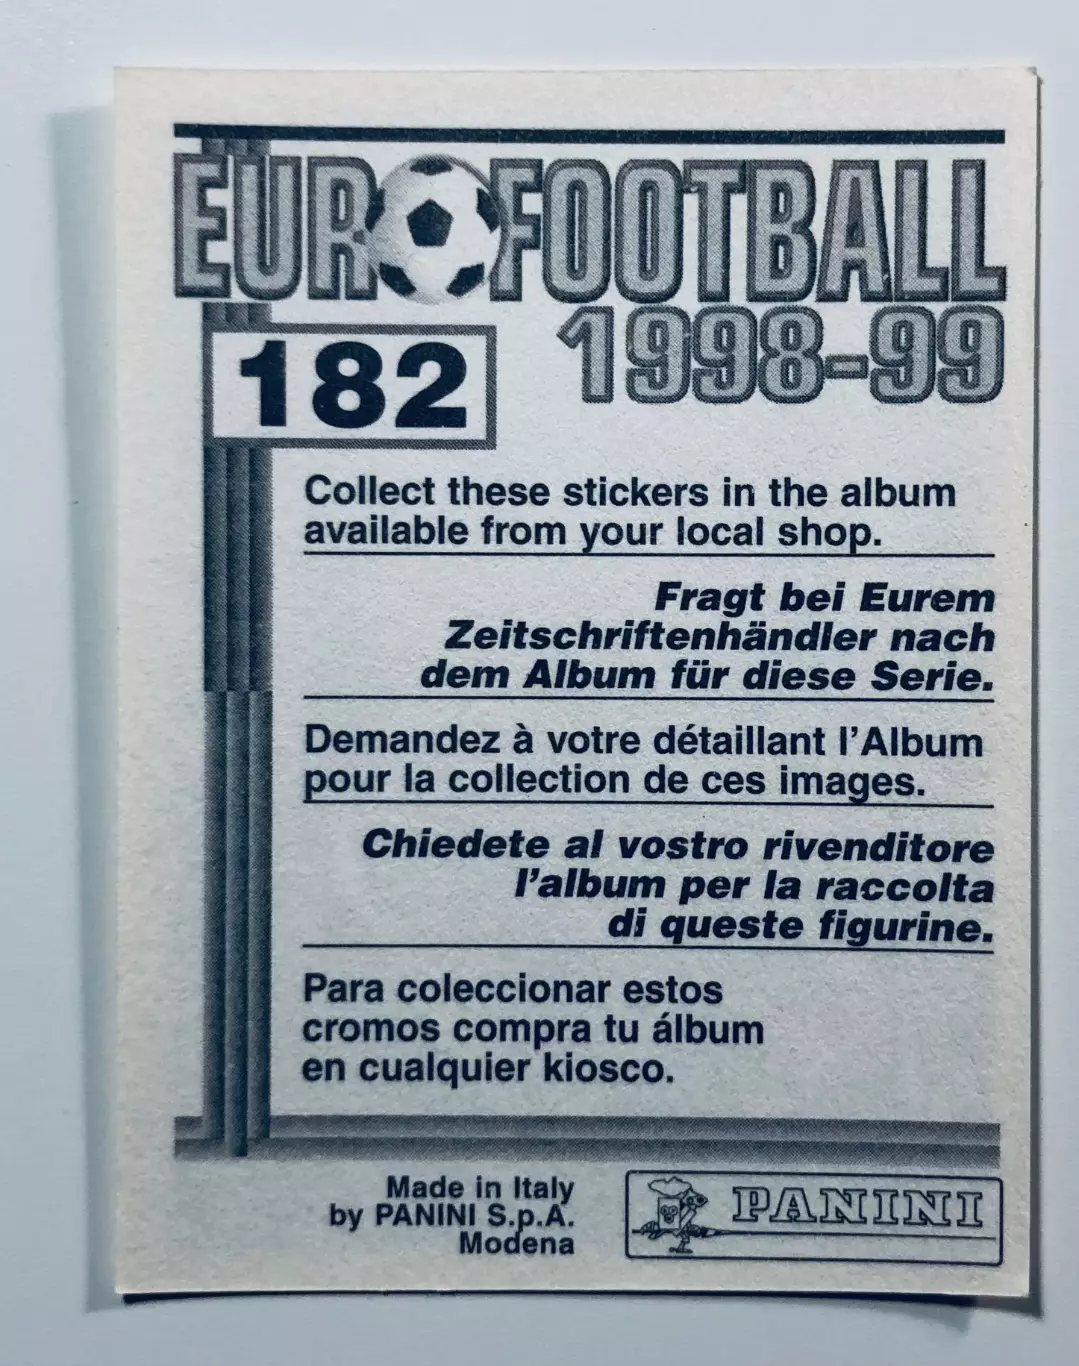 EUROFOOTBALL
1998-99
182
Collect these stickers in the album
available from your local shop.
Fragt bei Eurem
Zeitschriftenhändler nach
dem Album für diese Serie.
Demandez à votre détaillant l'Album
pour la collection de ces images.
Chiedete al vostro rivenditore
l'album per la raccolta
di queste figurine.
Para coleccionar estos
cromos compra tu álbum
en cualquier kiosco.
Made in Italy
by PANINI S.p.A.
Modena
PANINI